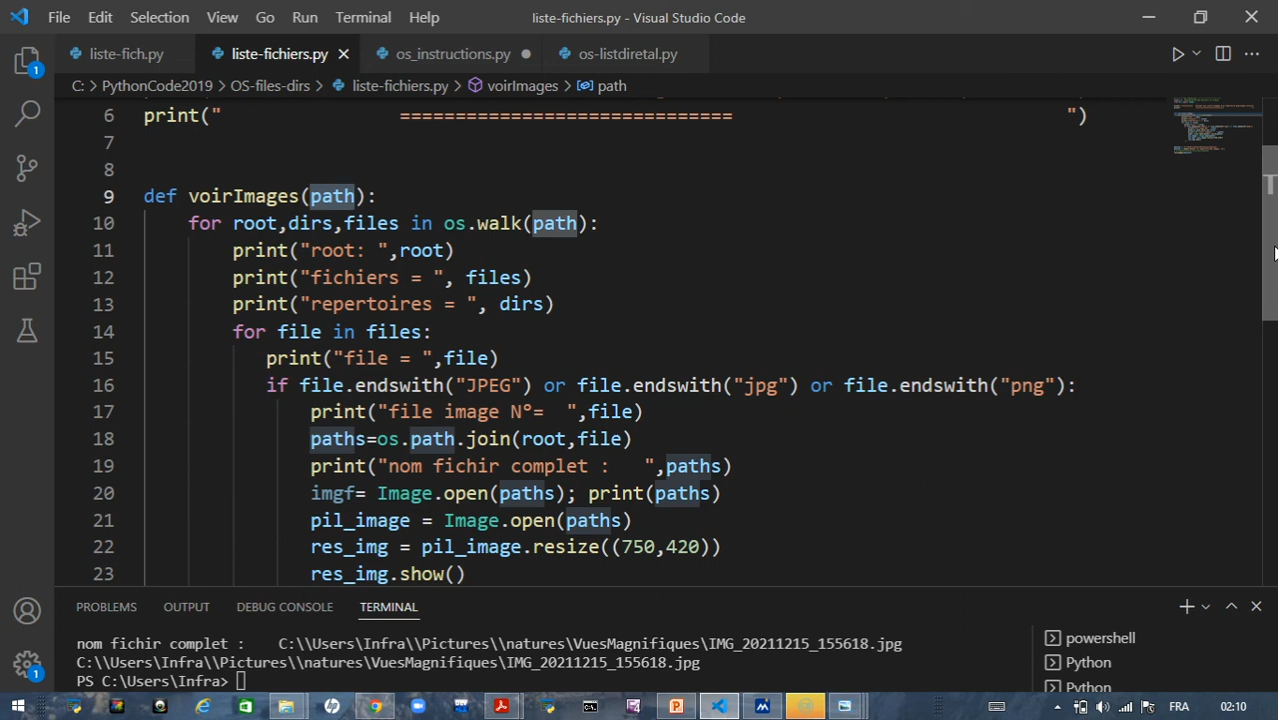 File Edit Selection View Go Run Terminal Help liste-fichiers.py - Visual Studio Code
liste-fich.py liste-fichiers.py os_instructions.py os-listdiretal.py
C: > PythonCode2019 > OS-files-dirs > liste-fichiers.py > voirImages > path
6 print(" ============================= ")
7
8
9 def voirImages(path):
10 for root,dirs,files in os.walk(path):
11 print("root: ",root)
12 print("fichiers = ", files)
13 print("repertoires = ", dirs)
14 for file in files:
15 print("file = ",file)
16 if file.endswith("JPEG") or file.endswith("jpg") or file.endswith("png"):
17 print("file image N°=  ",file)
18 paths=os.path.join(root,file)
19 print("nom fichir complet :   ",paths)
20 imgf= Image.open(paths); print(paths)
21 pil_image = Image.open(paths)
22 res_img = pil_image.resize((750,420))
23 res_img.show()
PROBLEMS OUTPUT DEBUG CONSOLE TERMINAL
nom fichir complet :    C:\\Users\Infra\\Pictures\\natures\VuesMagnifiques\IMG_20211215_155618.jpg
C:\\Users\Infra\\Pictures\\natures\VuesMagnifiques\IMG_20211215_155618.jpg
PS C:\Users\Infra>
powershell
Python
Python
1
1
FRA 02:10